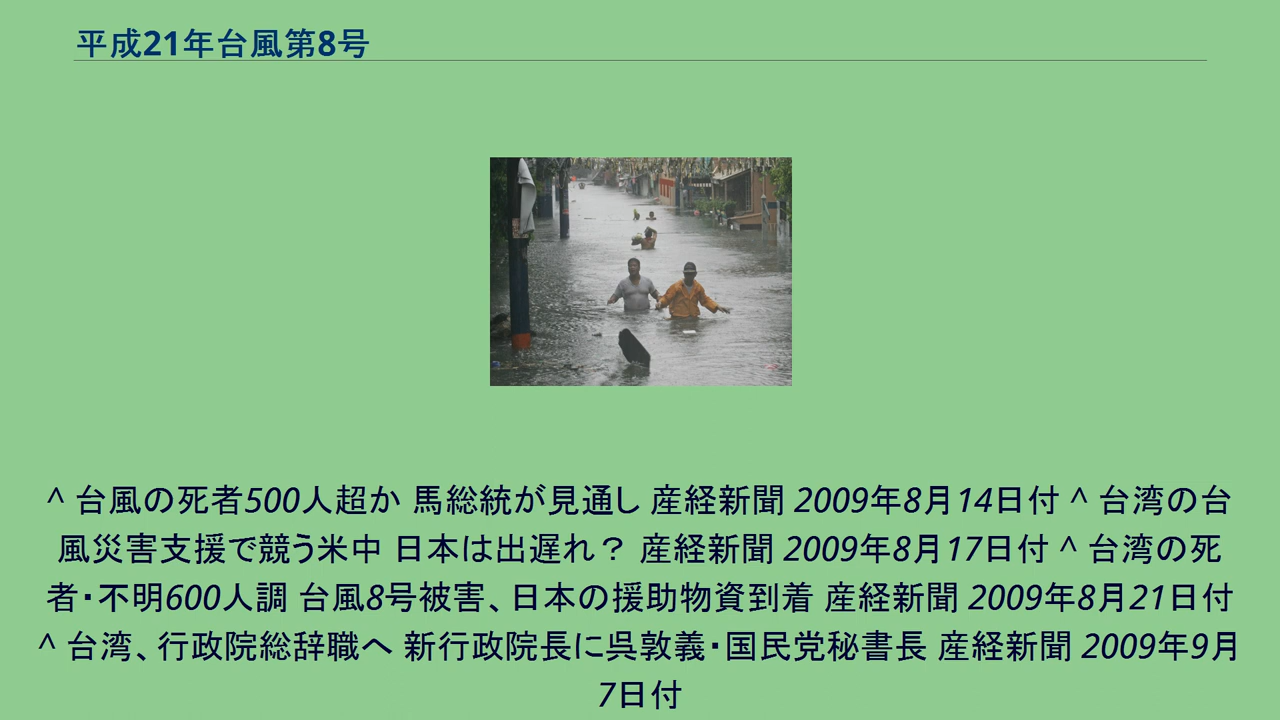 平成21年台風第8号
^ 台風の死者500人超か 馬総統が見通し 産経新聞 2009年8月14日付 ^ 台湾の台
風災害支援で競う米中 日本は出遅れ？ 産経新聞 2009年8月17日付 ^ 台湾の死
者・不明600人調 台風8号被害、日本の援助物資到着 産経新聞 2009年8月21日付
^ 台湾、行政院総辞職へ 新行政院長に呉敦義・国民党秘書長 産経新聞 2009年9月
7日付